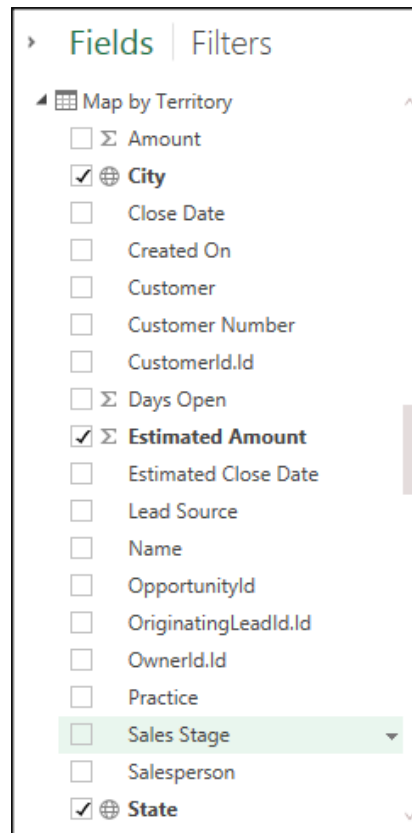 Fields | Filters
Map by Territory
Σ Amount
City
Close Date
Created On
Customer
Customer Number
CustomerId.Id
Σ Days Open
Σ Estimated Amount
Estimated Close Date
Lead Source
Name
OpportunityId
OriginatingLeadId.Id
OwnerId.Id
Practice
Sales Stage
Salesperson
State